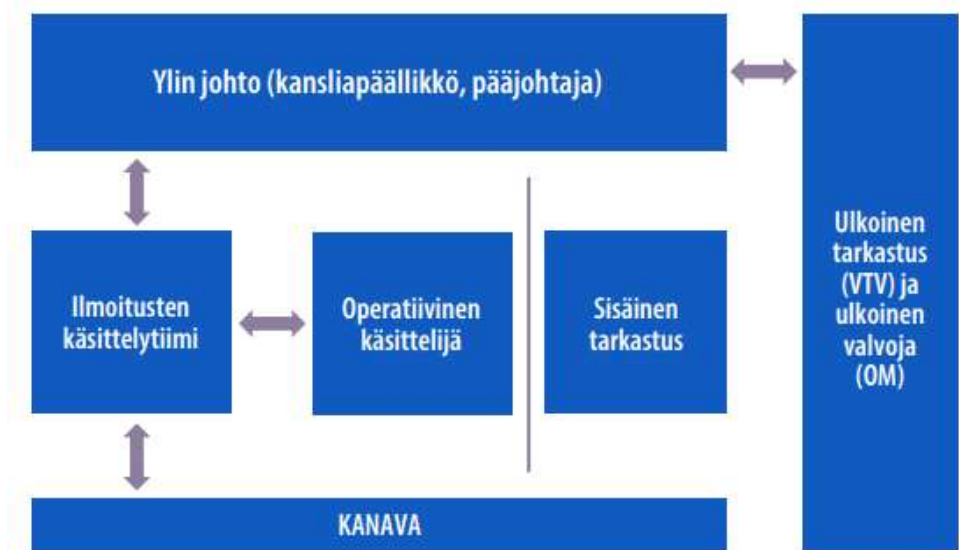 Ylin johto (kansliapäällikkö, pääjohtaja)
Ilmoitusten
käsittelytiimi
Operatiivinen
käsittelijä
Sisäinen
tarkastus
Ulkoinen
tarkastus
(VTV) ja
ulkoinen
valvoja
(OM)
KANAVA